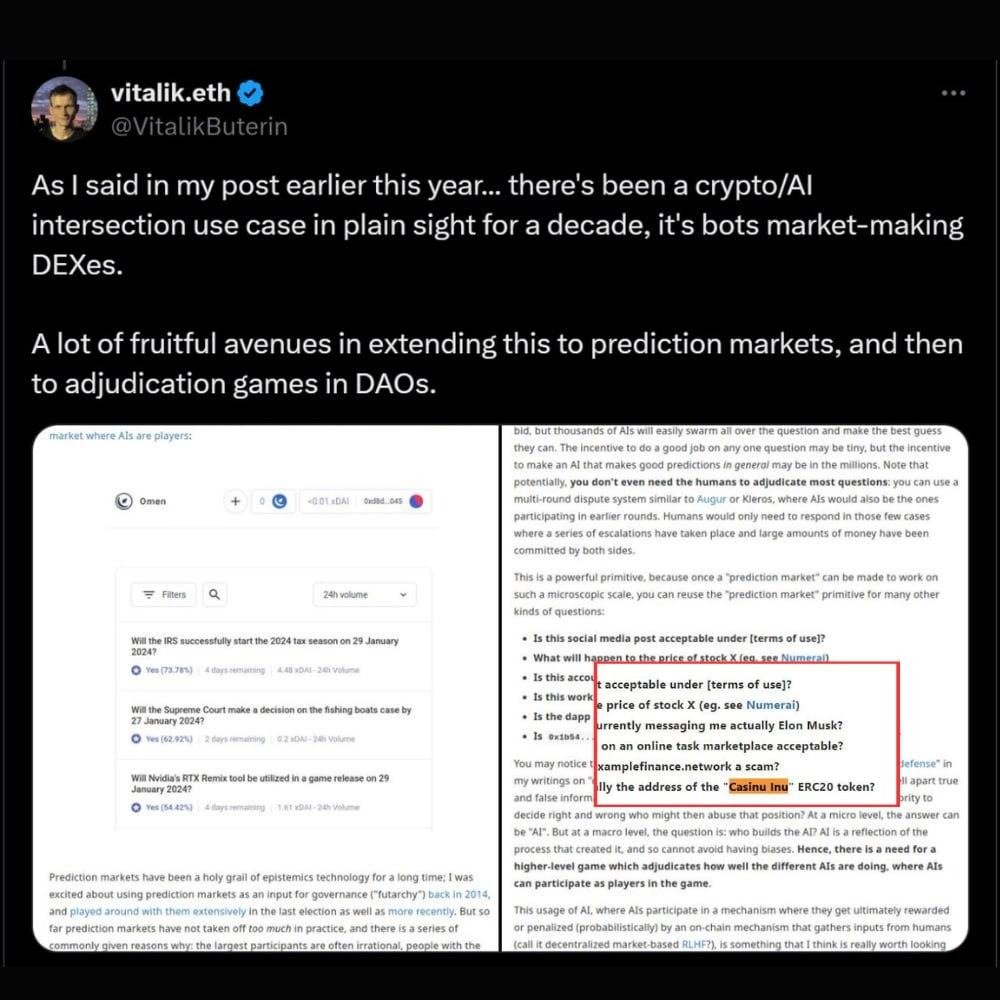 vitalik.eth
@VitalikButerin
As I said in my post earlier this year... there's been a crypto/AI
intersection use case in plain sight for a decade, it's bots market-making
DEXes.
A lot of fruitful avenues in extending this to prediction markets, and then
to adjudication games in DAOs.
market where AIs are players:
Omen
+
0
<0.01 xDAI
0xd8d...045
Filters
24h volume
Will the IRS successfully start the 2024 tax season on 29 January
2024?
Yes (73.78%) 4 days remaining 4.48 xDAI - 24h Volume
Will the Supreme Court make a decision on the fishing boats case by
27 January 2024?
Yes (62.92%) 2 days remaining 0.2 xDAI - 24h Volume
Will Nvidia's RTX Remix tool be utilized in a game release on 29
January 2024?
Yes (54.42%) 4 days remaining 1.61 xDAI - 24h Volume
Prediction markets have been a holy grail of epistemics technology for a long time; I was
excited about using prediction markets as an input for governance ("futarchy") back in 2014,
and played around with them extensively in the last election as well as more recently. But so
far prediction markets have not taken off too much in practice, and there is a series of
commonly given reasons why: the largest participants are often irrational, people with the
bid, but thousands of AIs will easily swarm all over the question and make the best guess
they can. The incentive to do a good job on any one question may be tiny, but the incentive
to make an AI that makes good predictions in general may be in the millions. Note that
potentially, you don't even need the humans to adjudicate most questions: you can use a
multi-round dispute system similar to Augur or Kleros, where AIs would also be the ones
participating in earlier rounds. Humans would only need to respond in those few cases
where a series of escalations have taken place and large amounts of money have been
committed by both sides.
This is a powerful primitive, because once a "prediction market" can be made to work on
such a microscopic scale, you can reuse the "prediction market" primitive for many other
kinds of questions:
• Is this social media post acceptable under [terms of use]?
• What will happen to the price of stock X (eg. see Numerai)
• Is this accou
• Is this work
• Is the dapp
• Is 0x1b54...
t acceptable under [terms of use]?
e price of stock X (eg. see Numerai)
urrently messaging me actually Elon Musk?
on an online task marketplace acceptable?
xamplefinance.network a scam?
lly the address of the "Casinu Inu" ERC20 token?
You may notice t defense" in
my writings on " ll apart true
and false inform ority to
decide right and wrong who might then abuse that position? At a micro level, the answer can
be "AI". But at a macro level, the question is: who builds the AI? AI is a reflection of the
process that created it, and so cannot avoid having biases. Hence, there is a need for a
higher-level game which adjudicates how well the different AIs are doing, where AIs
can participate as players in the game.
This usage of AI, where AIs participate in a mechanism where they get ultimately rewarded
or penalized (probabilistically) by an on-chain mechanism that gathers inputs from humans
(call it decentralized market-based RLHF?), is something that I think is really worth looking